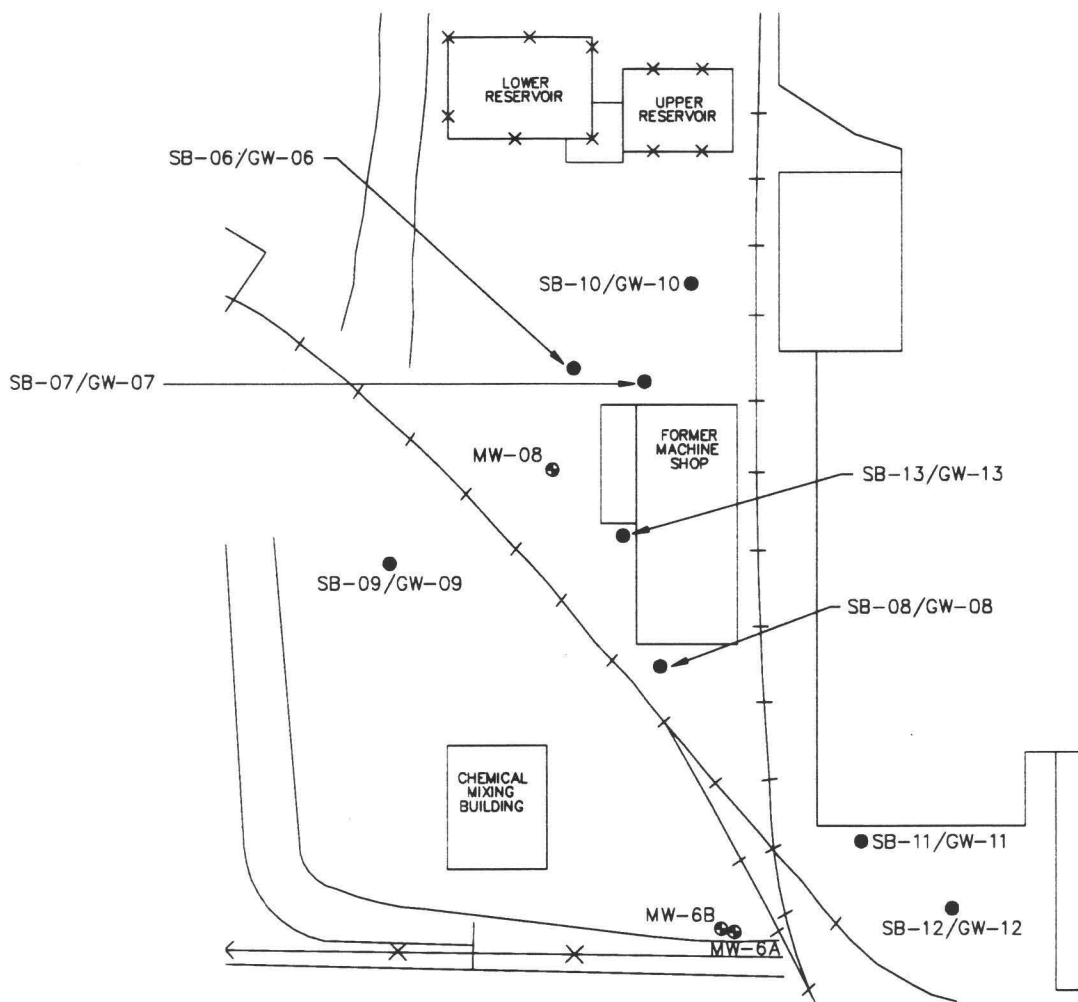 LOWER
RESERVOIR
UPPER
RESERVOIR
SB-06/GW-06
SB-10/GW-10
SB-07/GW-07
FORMER
MACHINE
SHOP
MW-08
SB-13/GW-13
SB-09/GW-09
SB-08/GW-08
CHEMICAL
MIXING
BUILDING
SB-11/GW-11
MW-6B
SB-12/GW-12
MW-6A